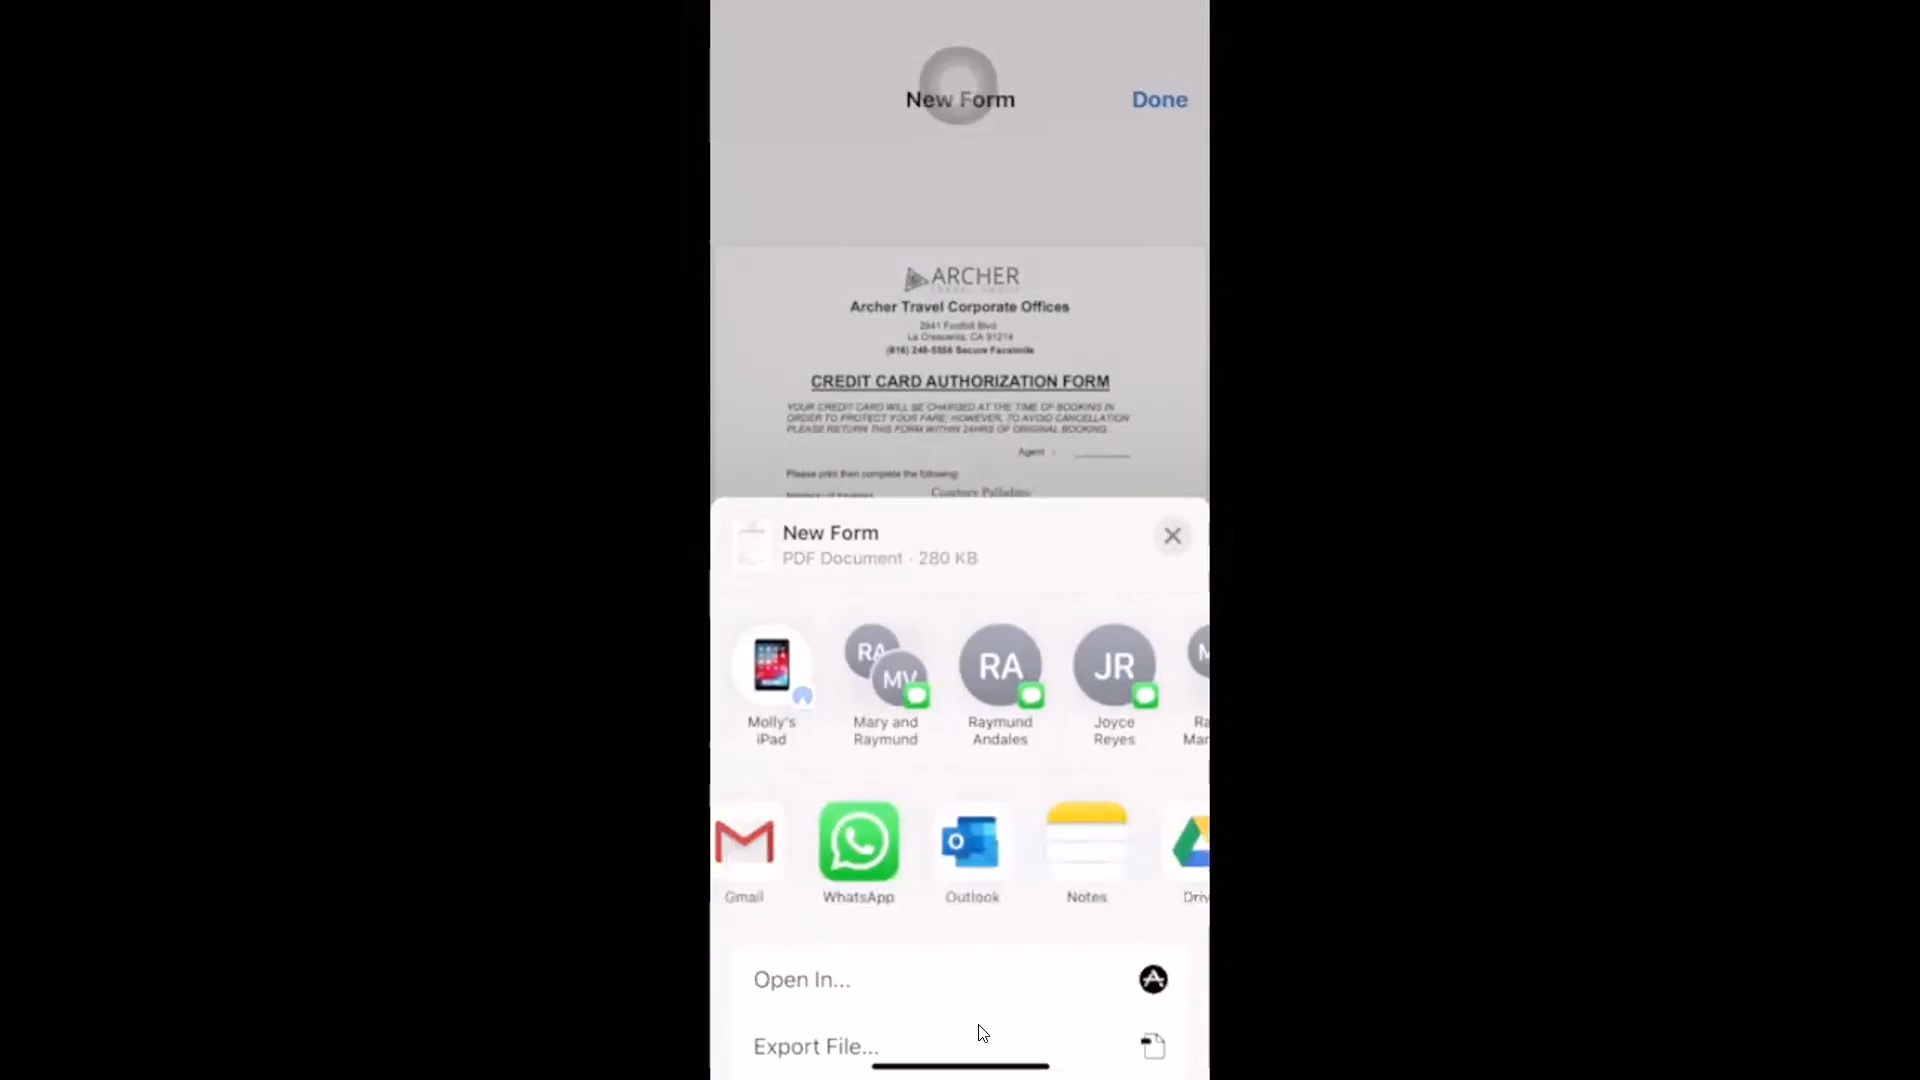 New Form
Done
ARCHER
Archer Travel Corporate Offices
2941 Foothill Blvd
La Crescenta, CA 91214
(818) 248-5556 Secure Facsimile
CREDIT CARD AUTHORIZATION FORM
YOUR CREDIT CARD WILL BE CHARGED AT THE TIME OF BOOKING IN
ORDER TO PROTECT YOUR FARE; HOWEVER, TO AVOID CANCELLATION
PLEASE RETURN THIS FORM WITHIN 24HRS OF ORIGINAL BOOKING.
Agent
Please print then complete the following:
Courtney Palladino
New Form
PDF Document · 280 KB
RA
MV
RA
JR
Molly's
iPad
Mary and
Raymund
Raymund
Andales
Joyce
Reyes
Ra
Mar
Gmail
WhatsApp
Outlook
Notes
Driv
Open In...
Export File...